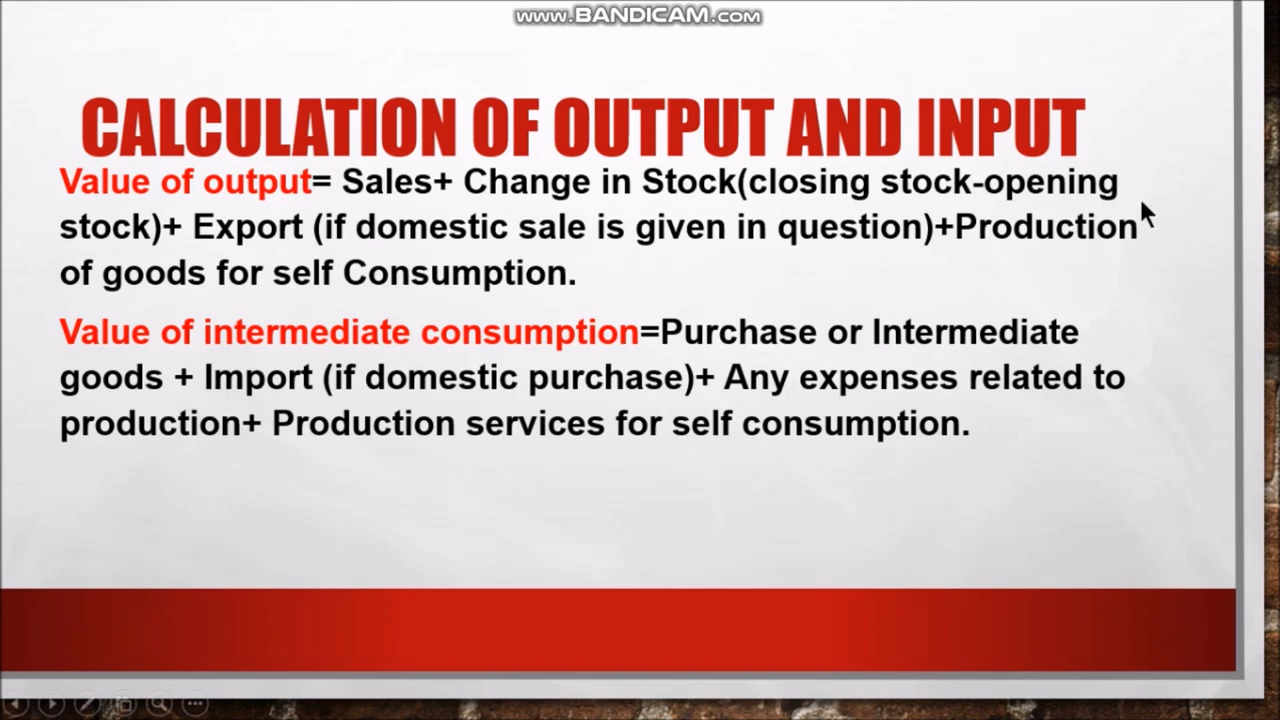 www.BANDICAM.com
CALCULATION OF OUTPUT AND INPUT
Value of output= Sales+ Change in Stock(closing stock-opening
stock)+ Export (if domestic sale is given in question)+Production
of goods for self Consumption.
Value of intermediate consumption=Purchase or Intermediate
goods + Import (if domestic purchase)+ Any expenses related to
production+ Production services for self consumption.